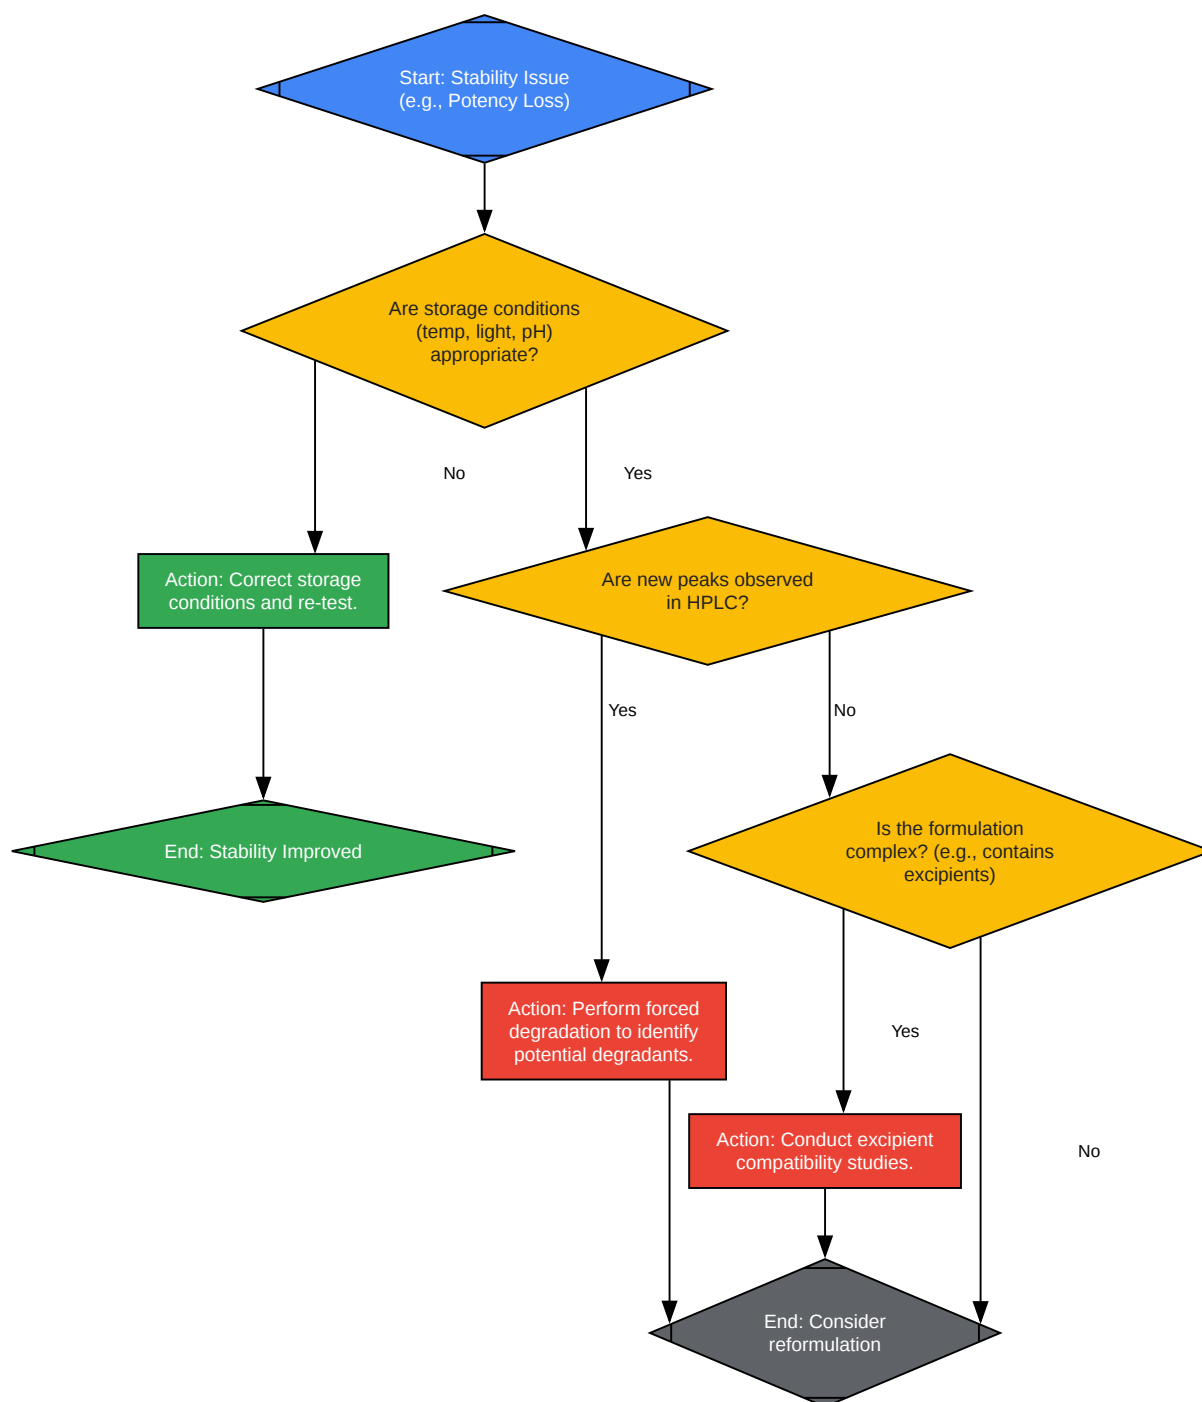 Start: Stability Issue
(e.g., Potency Loss)
Are storage conditions
(temp, light, pH)
appropriate?
No
Yes
Action: Correct storage
conditions and re-test.
Are new peaks observed
in HPLC?
Yes
No
End: Stability Improved
Is the formulation
complex? (e.g., contains
excipients)
Action: Perform forced
degradation to identify
potential degradants.
Yes
Action: Conduct excipient
compatibility studies.
No
End: Consider
reformulation